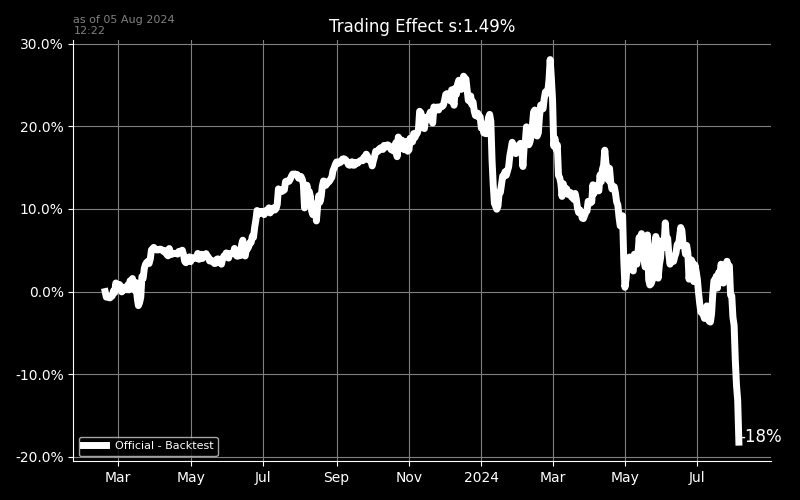 as of 05 Aug 2024
12:22
Trading Effect s:1.49%
30.0%
20.0%
10.0%
0.0%
-10.0%
-20.0%
-18%
Official - Backtest
Mar May Jul Sep Nov 2024 Mar May Jul